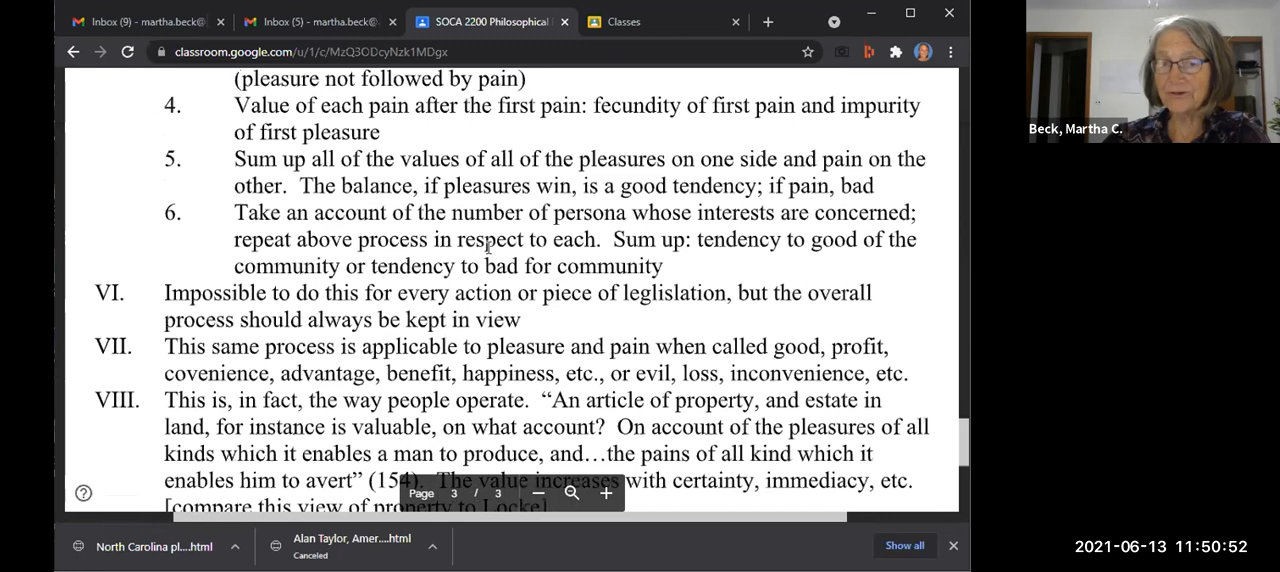 Inbox (9) - martha.beck@
Inbox (5) - martha.beck@
SOCA 2200 Philosophical
Classes
classroom.google.com/u/1/c/MzQ3ODcyNzk1MDgx
(pleasure not followed by pain)
4. Value of each pain after the first pain: fecundity of first pain and impurity
of first pleasure
5. Sum up all of the values of all of the pleasures on one side and pain on the
other. The balance, if pleasures win, is a good tendency; if pain, bad
6. Take an account of the number of persona whose interests are concerned;
repeat above process in respect to each. Sum up: tendency to good of the
community or tendency to bad for community
VI. Impossible to do this for every action or piece of leglislation, but the overall
process should always be kept in view
VII. This same process is applicable to pleasure and pain when called good, profit,
covenience, advantage, benefit, happiness, etc., or evil, loss, inconvenience, etc.
VIII. This is, in fact, the way people operate. “An article of property, and estate in
land, for instance is valuable, on what account? On account of the pleasures of all
kinds which it enables a man to produce, and…the pains of all kind which it
enables him to avert” (154). The value increases with certainty, immediacy, etc.
[compare this view of property to Locke]
Page 3 / 3
North Carolina pl....html
Alan Taylor, Amer....html
Canceled
Show all
Beck, Martha C.
2021-06-13 11:50:52